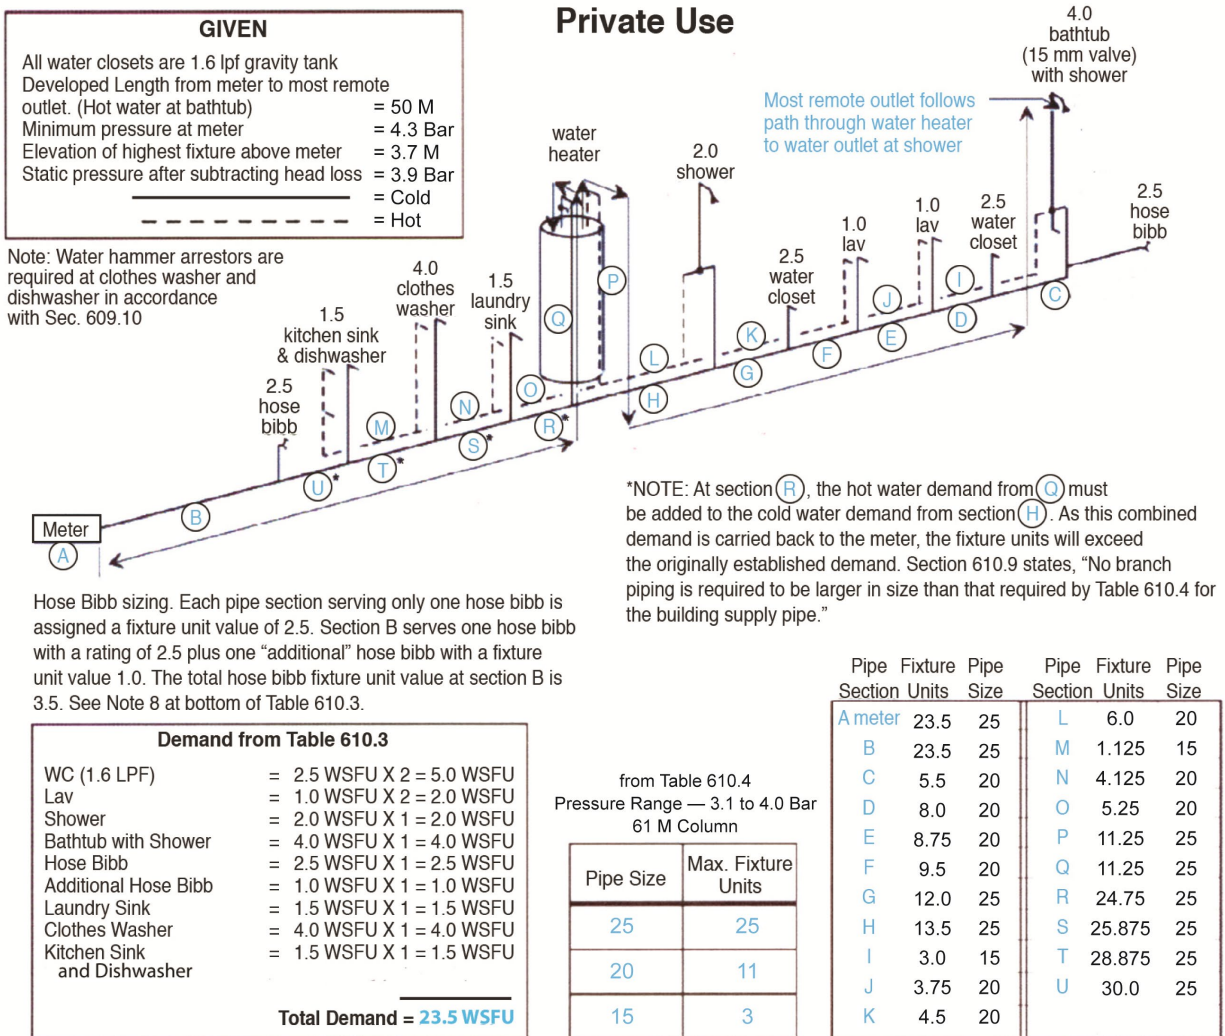 Private Use
GIVEN
All water closets are 1.6 lpf gravity tank
Developed Length from meter to most remote
outlet. (Hot water at bathtub) = 50 M
Minimum pressure at meter = 4.3 Bar
Elevation of highest fixture above meter = 3.7 M
Static pressure after subtracting head loss = 3.9 Bar
= Cold
= Hot
Note: Water hammer arrestors are
required at clothes washer and
dishwasher in accordance
with Sec. 609.10
4.0
bathtub
(15 mm valve)
with shower
Most remote outlet follows
path through water heater
to water outlet at shower
water
heater
2.0
shower
2.5
hose
bibb
2.5
water
closet
1.0
lav
1.0
lav
2.5
water
closet
4.0
clothes
washer
1.5
laundry
sink
1.5
kitchen sink
& dishwasher
2.5
hose
bibb
P
Q
I
C
J
D
K
E
L
F
G
O
H
N
M
R*
S*
T*
U*
B
Meter
A
*NOTE: At section R, the hot water demand from Q must
be added to the cold water demand from section H. As this combined
demand is carried back to the meter, the fixture units will exceed
the originally established demand. Section 610.9 states, “No branch
piping is required to be larger in size than that required by Table 610.4 for
the building supply pipe.”
Hose Bibb sizing. Each pipe section serving only one hose bibb is
assigned a fixture unit value of 2.5. Section B serves one hose bibb
with a rating of 2.5 plus one “additional” hose bibb with a fixture
unit value 1.0. The total hose bibb fixture unit value at section B is
3.5. See Note 8 at bottom of Table 610.3.
Demand from Table 610.3
WC (1.6 LPF) = 2.5 WSFU X 2 = 5.0 WSFU
Lav = 1.0 WSFU X 2 = 2.0 WSFU
Shower = 2.0 WSFU X 1 = 2.0 WSFU
Bathtub with Shower = 4.0 WSFU X 1 = 4.0 WSFU
Hose Bibb = 2.5 WSFU X 1 = 2.5 WSFU
Additional Hose Bibb = 1.0 WSFU X 1 = 1.0 WSFU
Laundry Sink = 1.5 WSFU X 1 = 1.5 WSFU
Clothes Washer = 4.0 WSFU X 1 = 4.0 WSFU
Kitchen Sink = 1.5 WSFU X 1 = 1.5 WSFU
and Dishwasher
Total Demand = 23.5 WSFU
from Table 610.4
Pressure Range — 3.1 to 4.0 Bar
61 M Column
Pipe Size Max. Fixture
Units
25 25
20 11
15 3
Pipe Fixture Pipe Pipe Fixture Pipe
Section Units Size Section Units Size
A meter 23.5 25 L 6.0 20
B 23.5 25 M 1.125 15
C 5.5 20 N 4.125 20
D 8.0 20 O 5.25 20
E 8.75 20 P 11.25 25
F 9.5 20 Q 11.25 25
G 12.0 25 R 24.75 25
H 13.5 25 S 25.875 25
I 3.0 15 T 28.875 25
J 3.75 20 U 30.0 25
K 4.5 20